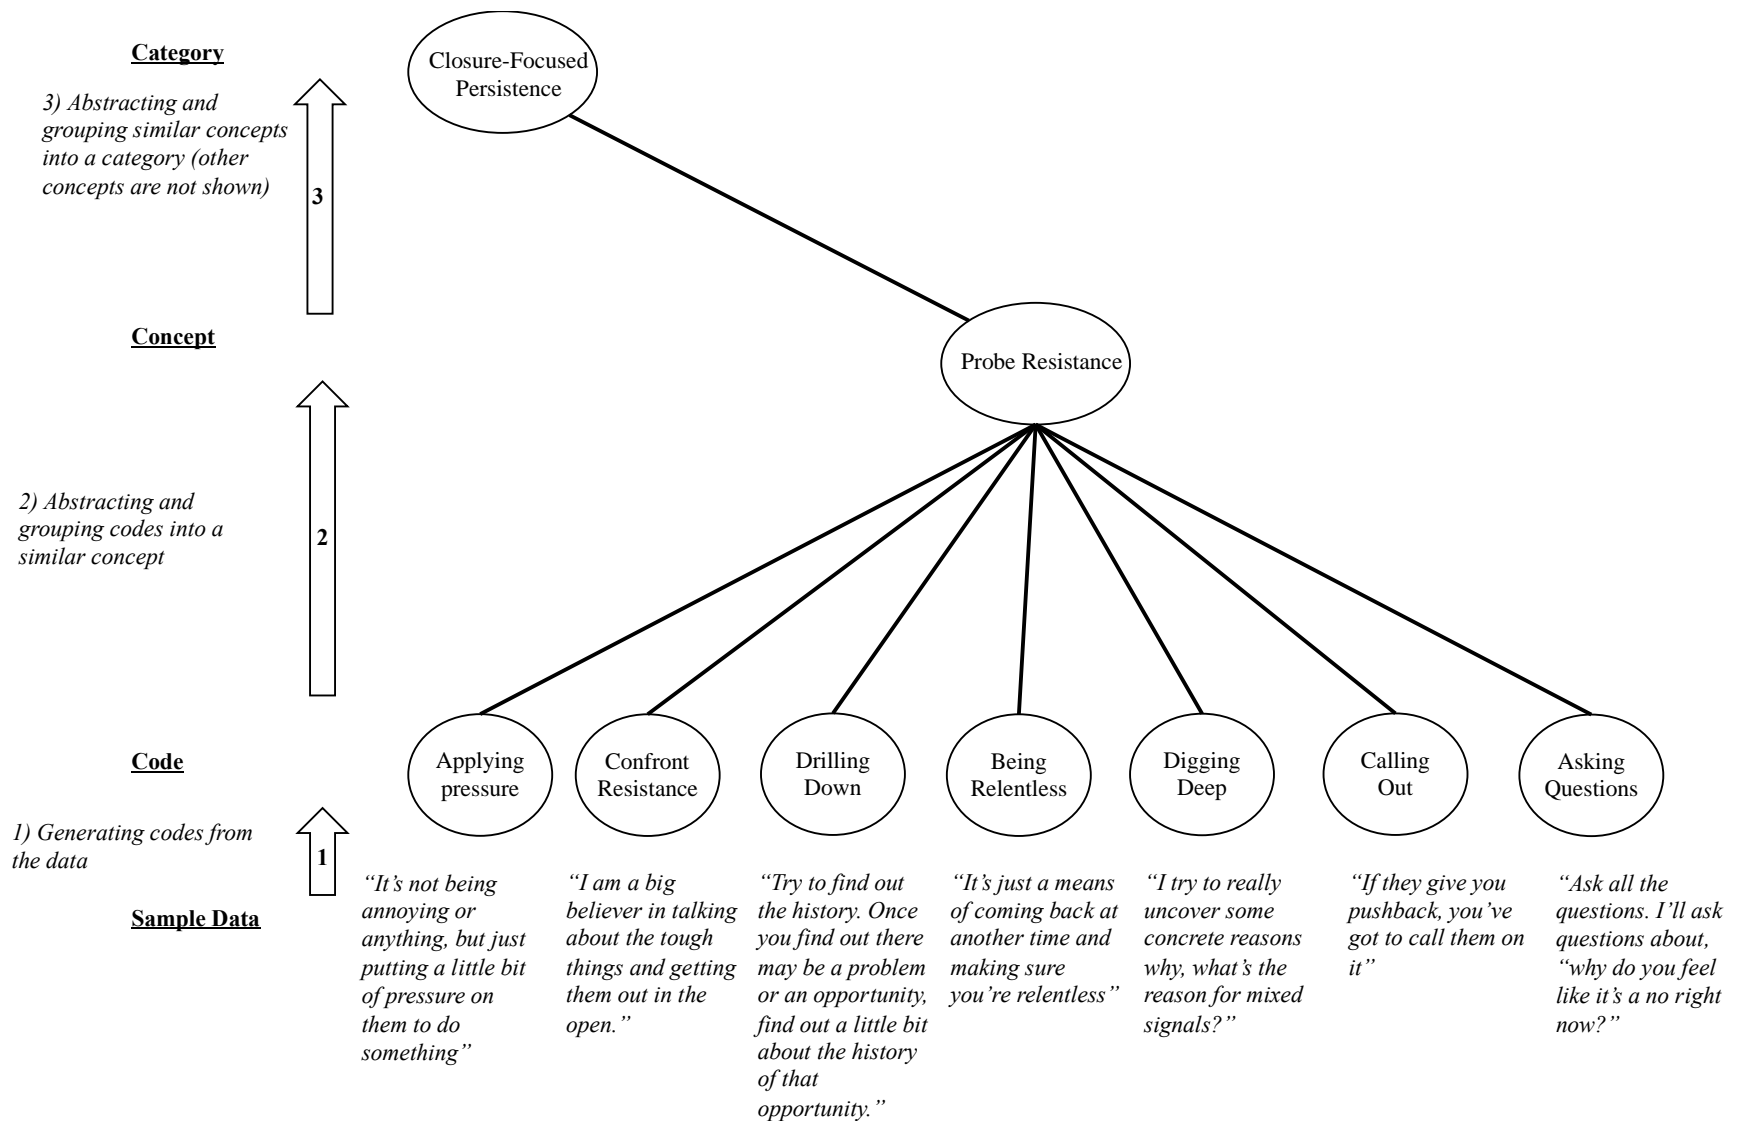 Category
3) Abstracting and
grouping similar concepts
into a category (other
concepts are not shown)
3
Closure-Focused
Persistence
Concept
Probe Resistance
2) Abstracting and
grouping codes into a
similar concept
2
Code
Applying
pressure
Confront
Resistance
Drilling
Down
Being
Relentless
Digging
Deep
Calling
Out
Asking
Questions
1) Generating codes from
the data
1
Sample Data
“It’s not being
annoying or
anything, but just
putting a little bit
of pressure on
them to do
something”
“I am a big
believer in talking
about the tough
things and getting
them out in the
open.”
“Try to find out
the history. Once
you find out there
may be a problem
or an opportunity,
find out a little bit
about the history
of that
opportunity.”
“It’s just a means
of coming back at
another time and
making sure
you’re relentless”
“I try to really
uncover some
concrete reasons
why, what’s the
reason for mixed
signals?”
“If they give you
pushback, you’ve
got to call them on
it”
“Ask all the
questions. I’ll ask
questions about,
“why do you feel
like it’s a no right
now?”